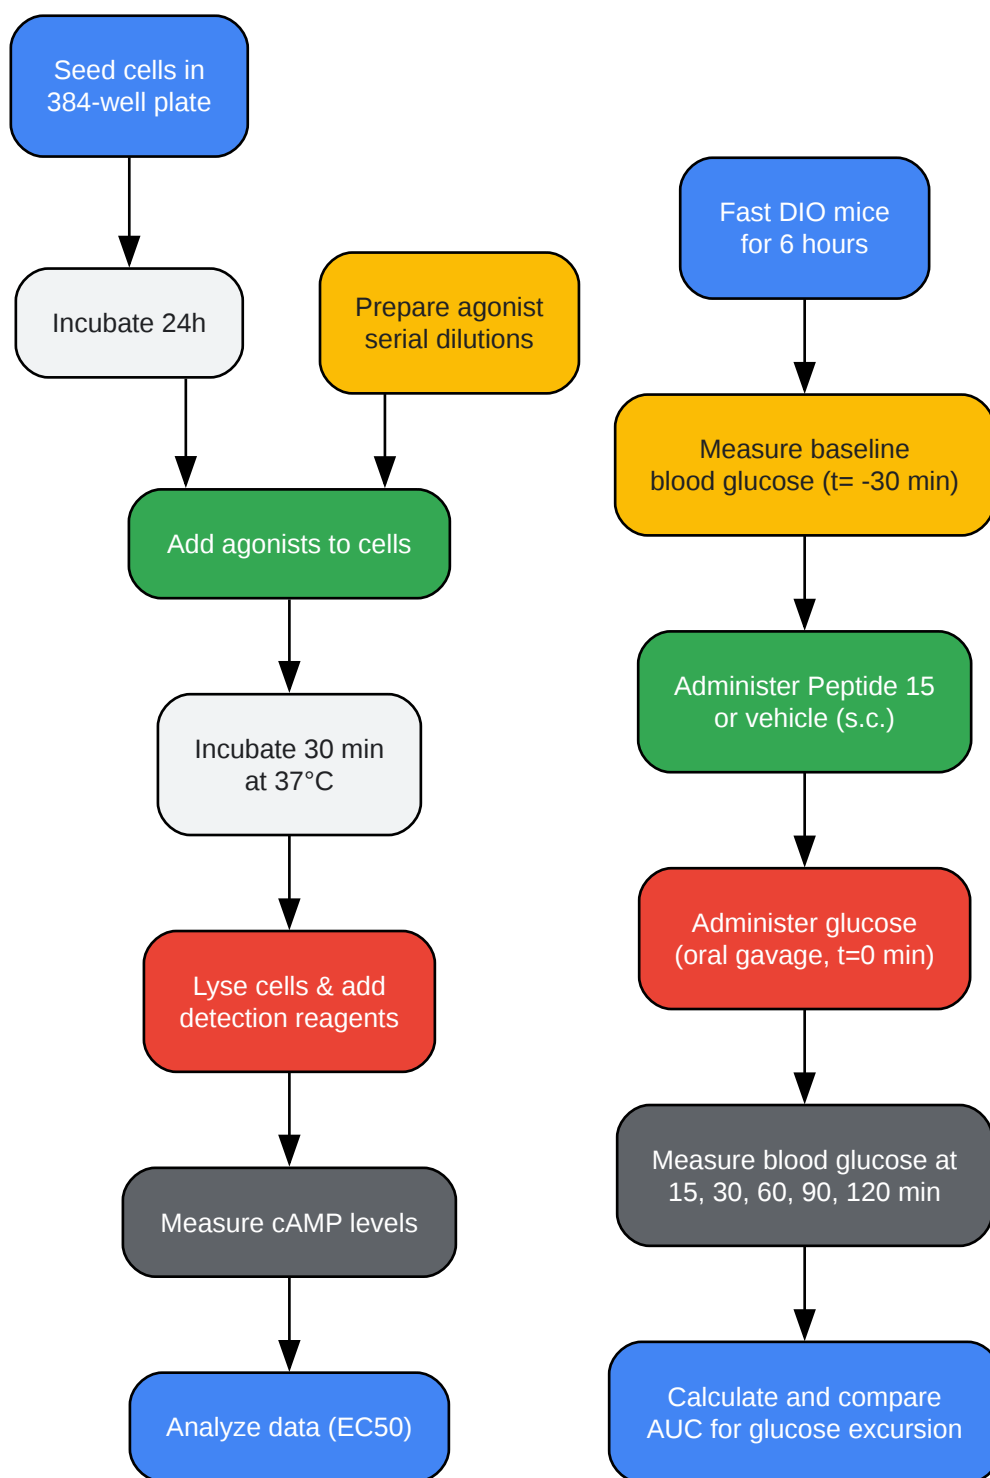 Seed cells in
384-well plate
Incubate 24h
Prepare agonist
serial dilutions
Add agonists to cells
Incubate 30 min
at 37°C
Lyse cells & add
detection reagents
Measure cAMP levels
Analyze data (EC50)
Fast DIO mice
for 6 hours
Measure baseline
blood glucose (t= -30 min)
Administer Peptide 15
or vehicle (s.c.)
Administer glucose
(oral gavage, t=0 min)
Measure blood glucose at
15, 30, 60, 90, 120 min
Calculate and compare
AUC for glucose excursion